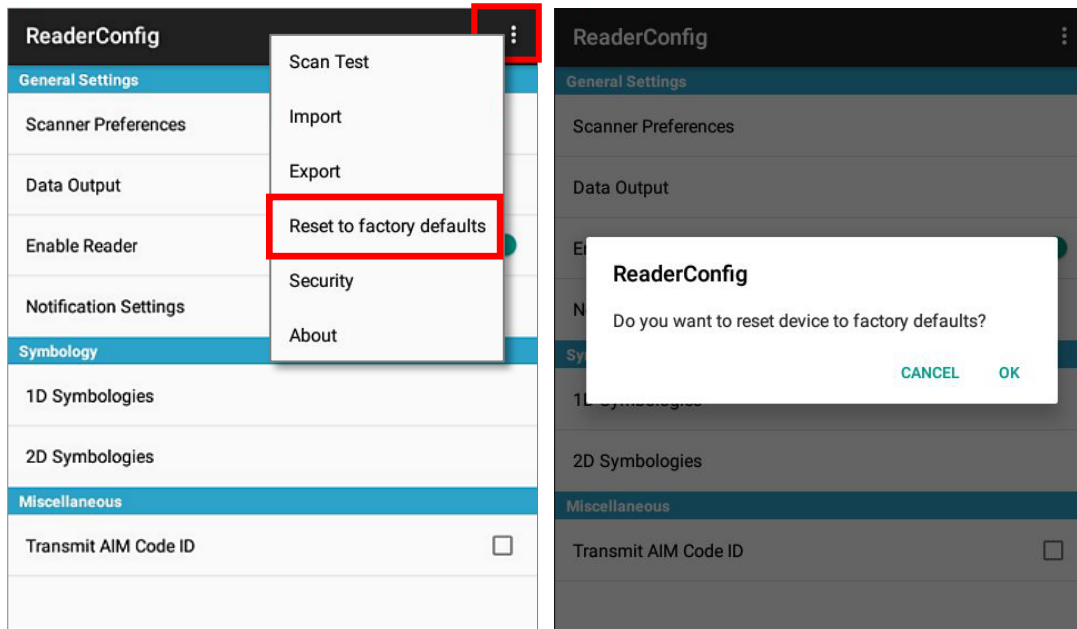 ReaderConfig
General Settings
Scanner Preferences
Data Output
Enable Reader
Notification Settings
Symbology
1D Symbologies
2D Symbologies
Miscellaneous
Transmit AIM Code ID
Scan Test
Import
Export
Reset to factory defaults
Security
About
ReaderConfig
General Settings
Scanner Preferences
Data Output
ReaderConfig
Do you want to reset device to factory defaults?
CANCEL OK
2D Symbologies
Miscellaneous
Transmit AIM Code ID